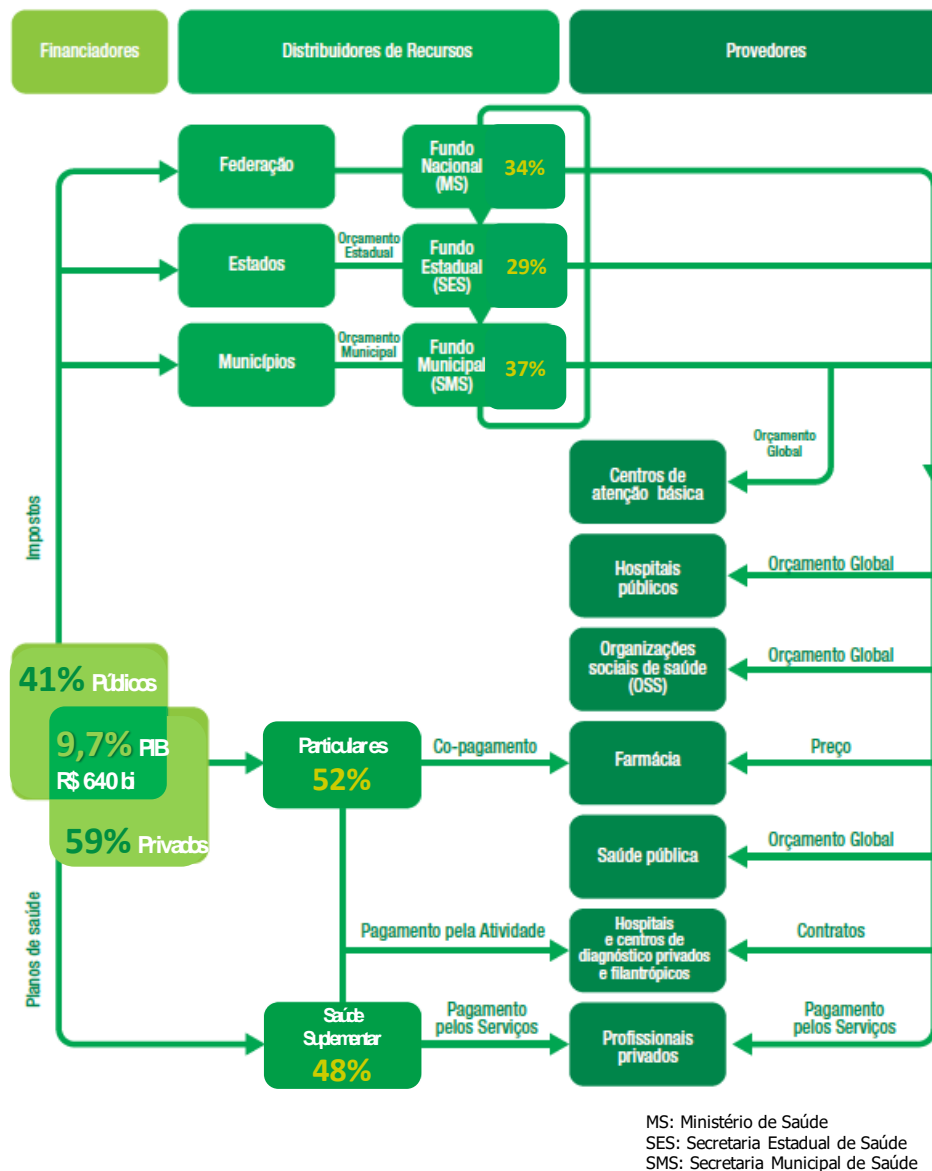 Financiadores
Distribuidores de Recursos
Provedores
Federação
Fundo
Nacional
(MS)
34%
Estados
Orçamento
Estadual
Fundo
Estadual
(SES)
29%
Municípios
Orçamento
Municipal
Fundo
Municipal
(SMS)
37%
Orçamento
Global
Centros de
atenção básica
Impostos
Hospitais
públicos
Orçamento Global
Organizações
sociais de saúde
(OSS)
Orçamento Global
41% Públicos
9,7% PIB
R$ 640 bi
59% Privados
Particulares
52%
Co-pagamento
Farmácia
Preço
Saúde pública
Orçamento Global
Planos de saúde
Pagamento pela Atividade
Hospitais
e centros de
diagnóstico privados
e filantrópicos
Contratos
Saúde
Suplementar
48%
Pagamento
pelos Serviços
Profissionais
privados
Pagamento
pelos Serviços
MS: Ministério de Saúde
SES: Secretaria Estadual de Saúde
SMS: Secretaria Municipal de Saúde